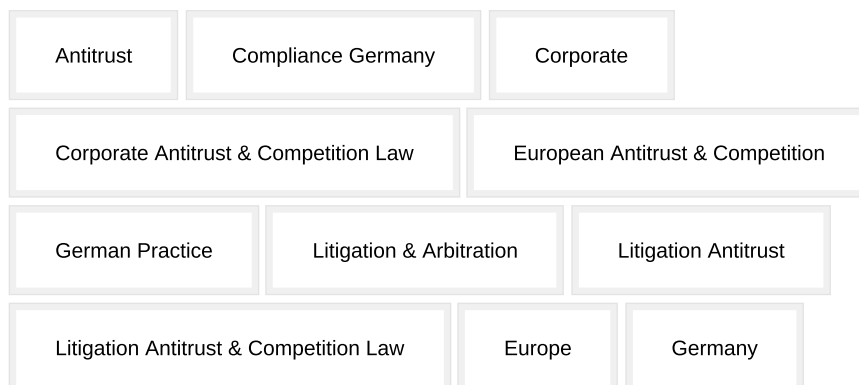 Antitrust Compliance Germany Corporate
Corporate Antitrust & Competition Law European Antitrust & Competition
German Practice Litigation & Arbitration Litigation Antitrust
Litigation Antitrust & Competition Law Europe Germany